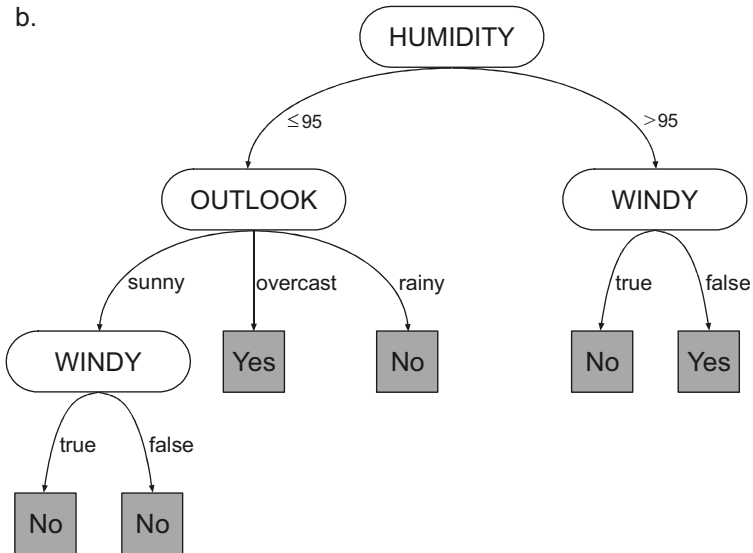 b.
HUMIDITY
≤95
>95
OUTLOOK
WINDY
sunny
overcast
rainy
true
false
WINDY
Yes
No
No
Yes
true
false
No
No